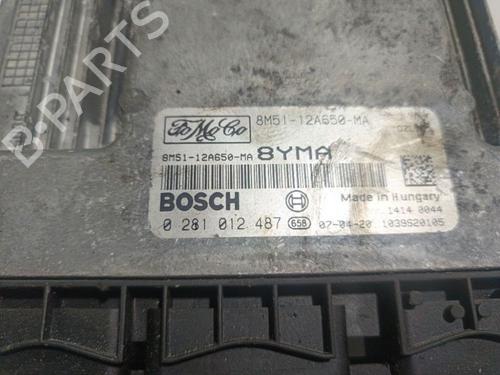 B-PARTS
FoMoCo 8M51-12A650-MA
8M51-12A650-MA 8YMA
BOSCH
Made in Hungary
1414 0044
0 281 012 487 658 07-04-20 1039S20105